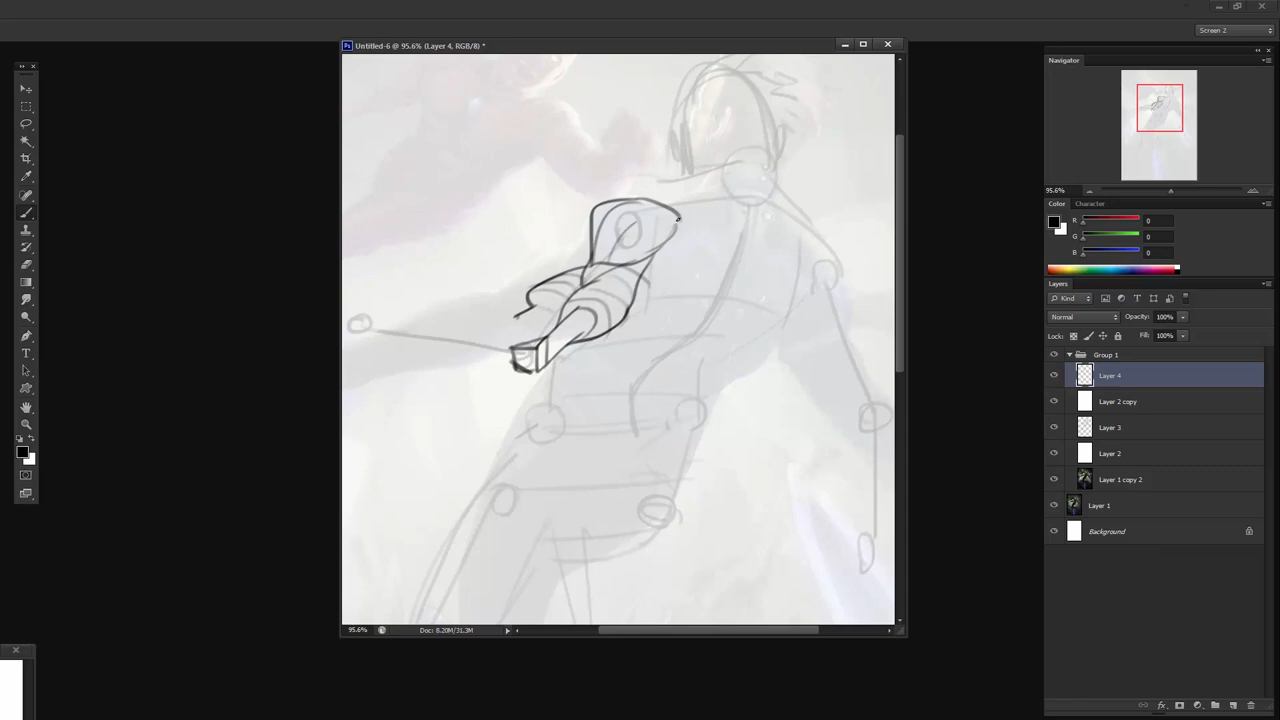 Screen 2
Ps Untitled-6 @ 95.6% (Layer 4, RGB/8) *
Navigator
95.6%
Color Character
R 0
G 0
B 0
Layers
Kind
Normal Opacity: 100%
Lock: Fill: 100%
Group 1
Layer 4
Layer 2 copy
Layer 3
Layer 2
Layer 1 copy 2
Layer 1
Background
T
95.6% Doc: 8.20M/31.3M
fx